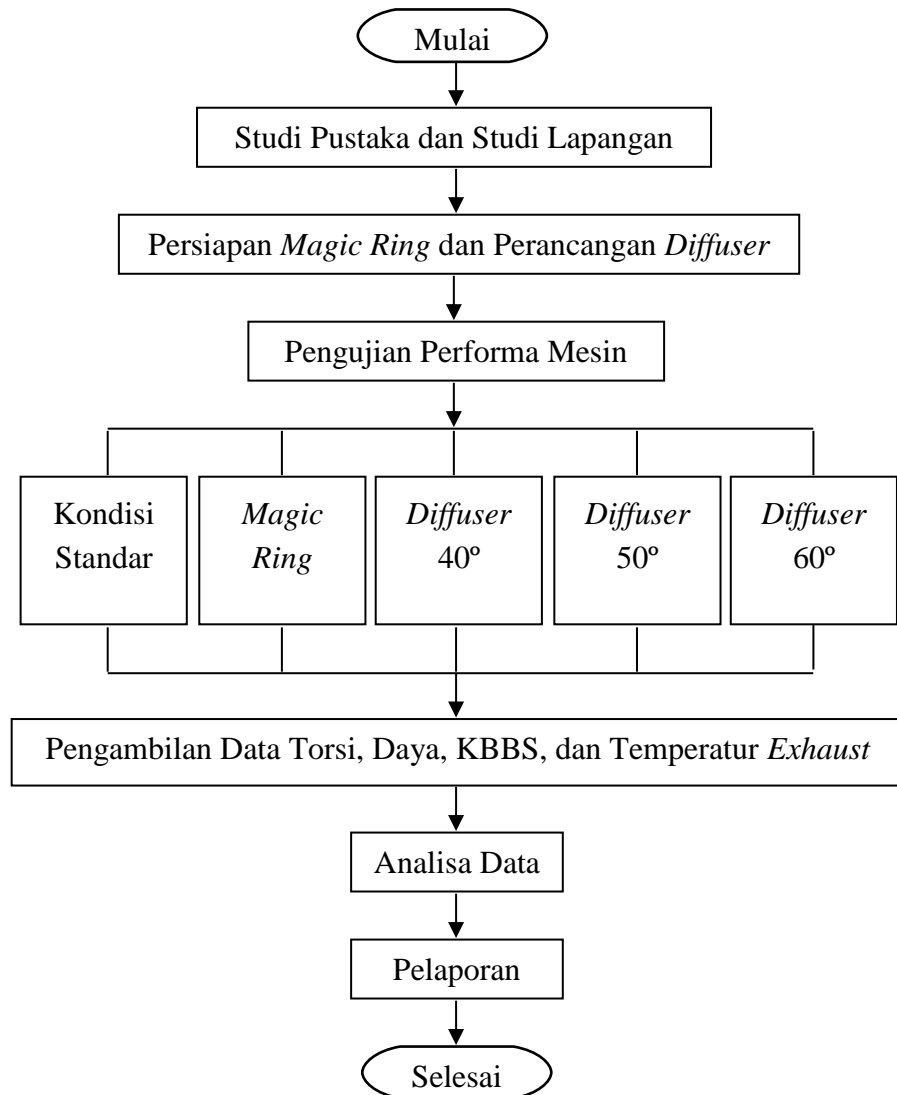 Mulai
Studi Pustaka dan Studi Lapangan
Persiapan Magic Ring dan Perancangan Diffuser
Pengujian Performa Mesin
Kondisi
Standar
Magic
Ring
Diffuser
40º
Diffuser
50º
Diffuser
60º
Pengambilan Data Torsi, Daya, KBBS, dan Temperatur Exhaust
Analisa Data
Pelaporan
Selesai